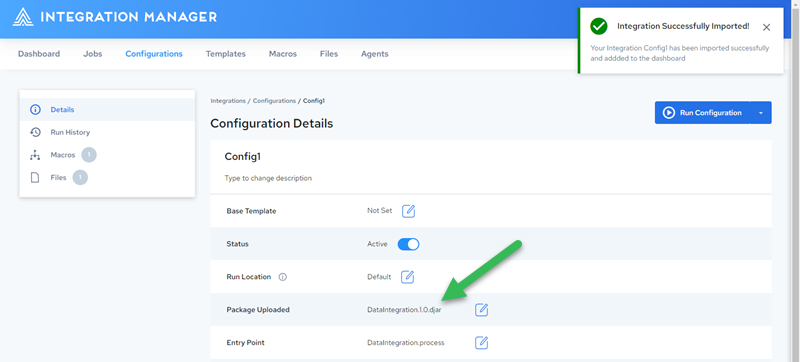 INTEGRATION MANAGER
Integration Successfully Imported!
Your Integration Config1 has been imported successfully
and addded to the dashboard
Dashboard Jobs Configurations Templates Macros Files Agents
Details
Run History
Macros 1
Files 1
Integrations / Configurations / Config1
Configuration Details
Run Configuration
Config1
Type to change description
Base Template Not Set
Status Active
Run Location Default
Package Uploaded DataIntegration.1.0.djar
Entry Point DataIntegration.process